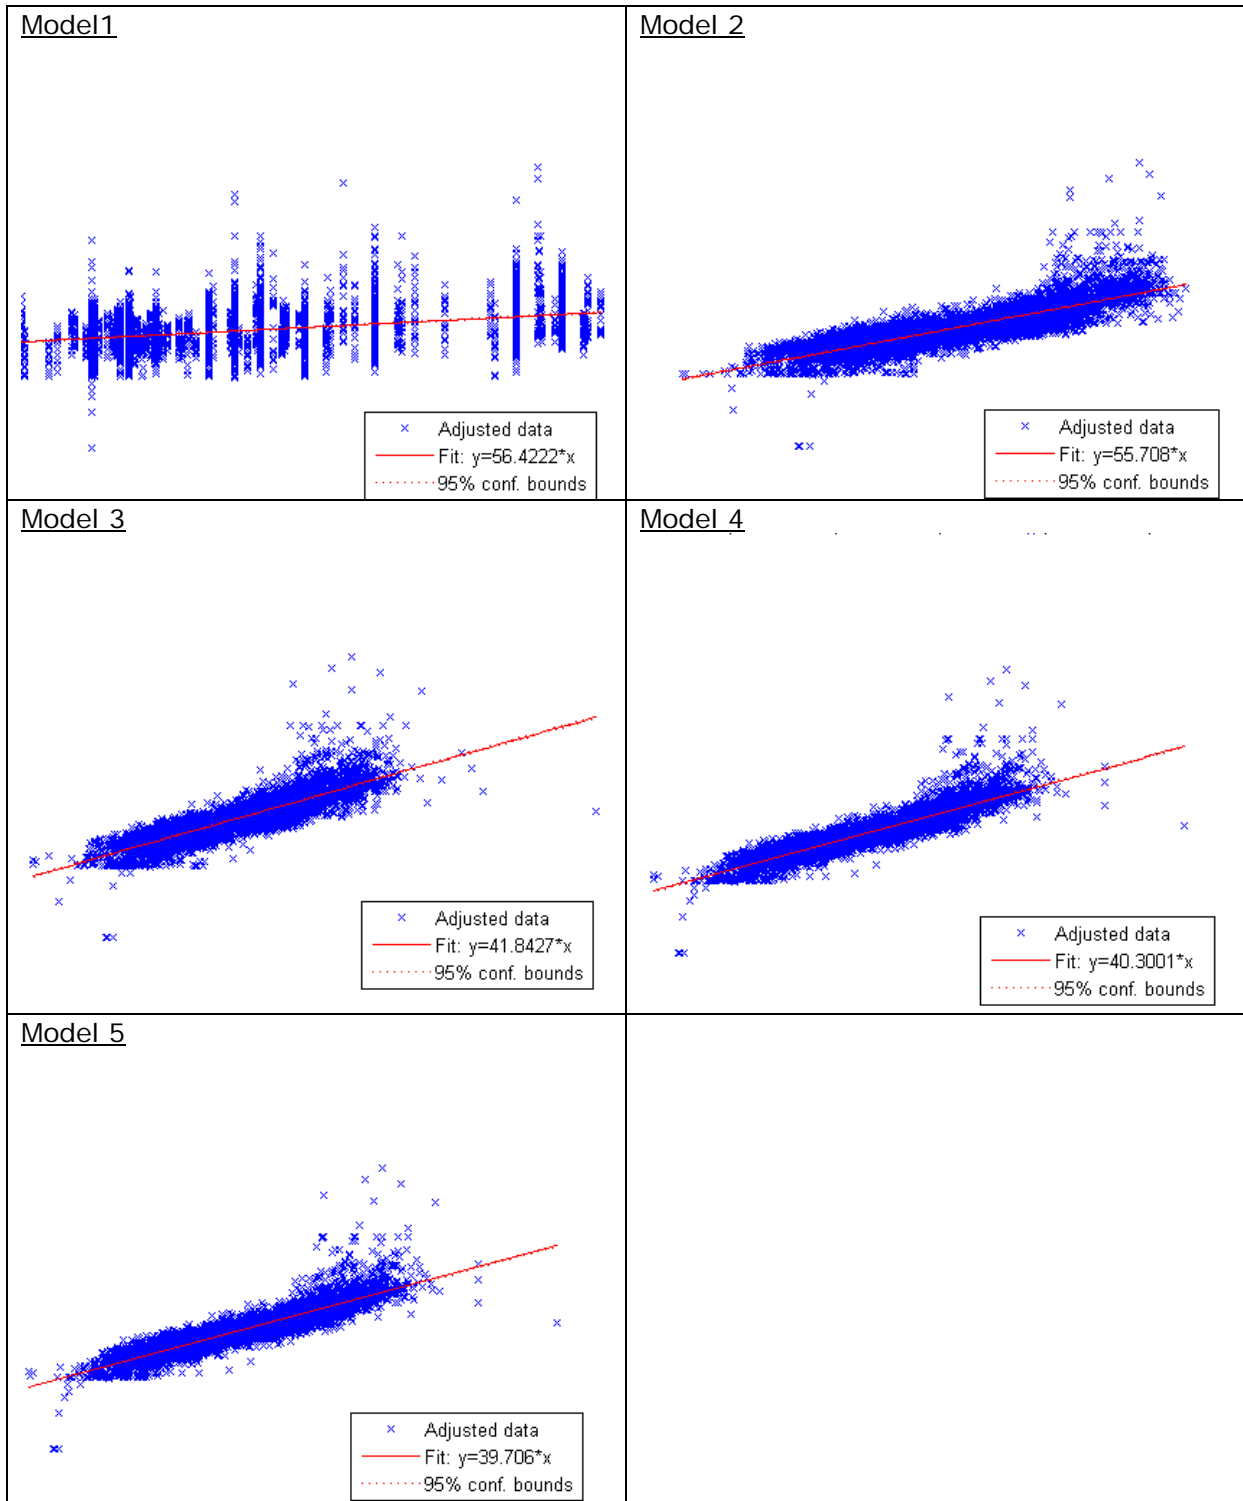 Model1
Adjusted data
Fit: y=56.4222*x
95% conf. bounds
Model 2
Adjusted data
Fit: y=55.708*x
95% conf. bounds
Model 3
Adjusted data
Fit: y=41.8427*x
95% conf. bounds
Model 4
Adjusted data
Fit: y=40.3001*x
95% conf. bounds
Model 5
Adjusted data
Fit: y=39.706*x
95% conf. bounds